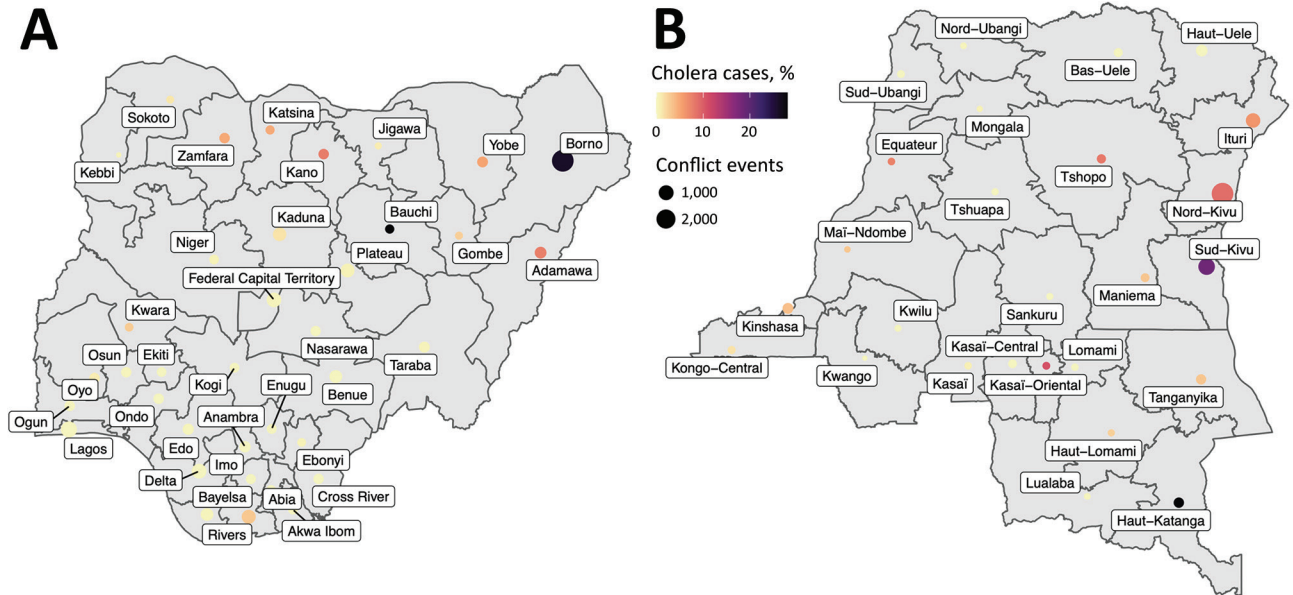 A
Sokoto
Katsina
Jigawa
Zamfara
Kano
Yobe
Borno
Kebbi
Kaduna
Bauchi
Niger
Plateau
Gombe
Adamawa
Federal Capital Territory
Kwara
Osun
Ekiti
Nasarawa
Taraba
Oyo
Kogi
Enugu
Benue
Ogun
Ondo
Anambra
Lagos
Edo
Imo
Ebonyi
Delta
Bayelsa
Abia
Cross River
Rivers
Akwa Ibom
B
Cholera cases, %
0 10 20
Conflict events
1,000
2,000
Nord−Ubangi
Haut−Uele
Bas−Uele
Sud−Ubangi
Mongala
Ituri
Equateur
Tshopo
Tshuapa
Nord−Kivu
Maï−Ndombe
Sud−Kivu
Maniema
Kwilu
Sankuru
Kinshasa
Kasaï−Central
Lomami
Kongo−Central
Kwango
Kasaï
Kasaï−Oriental
Tanganyika
Haut−Lomami
Lualaba
Haut−Katanga